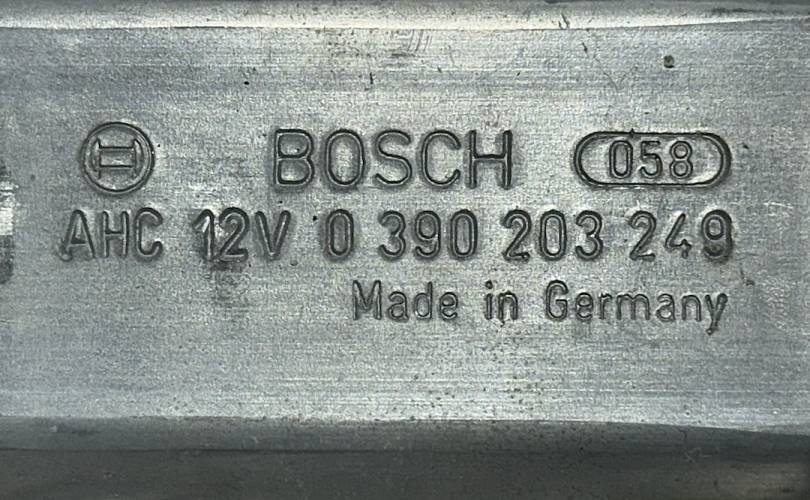 BOSCH 058
AHC 12V 0 390 203 249
Made in Germany